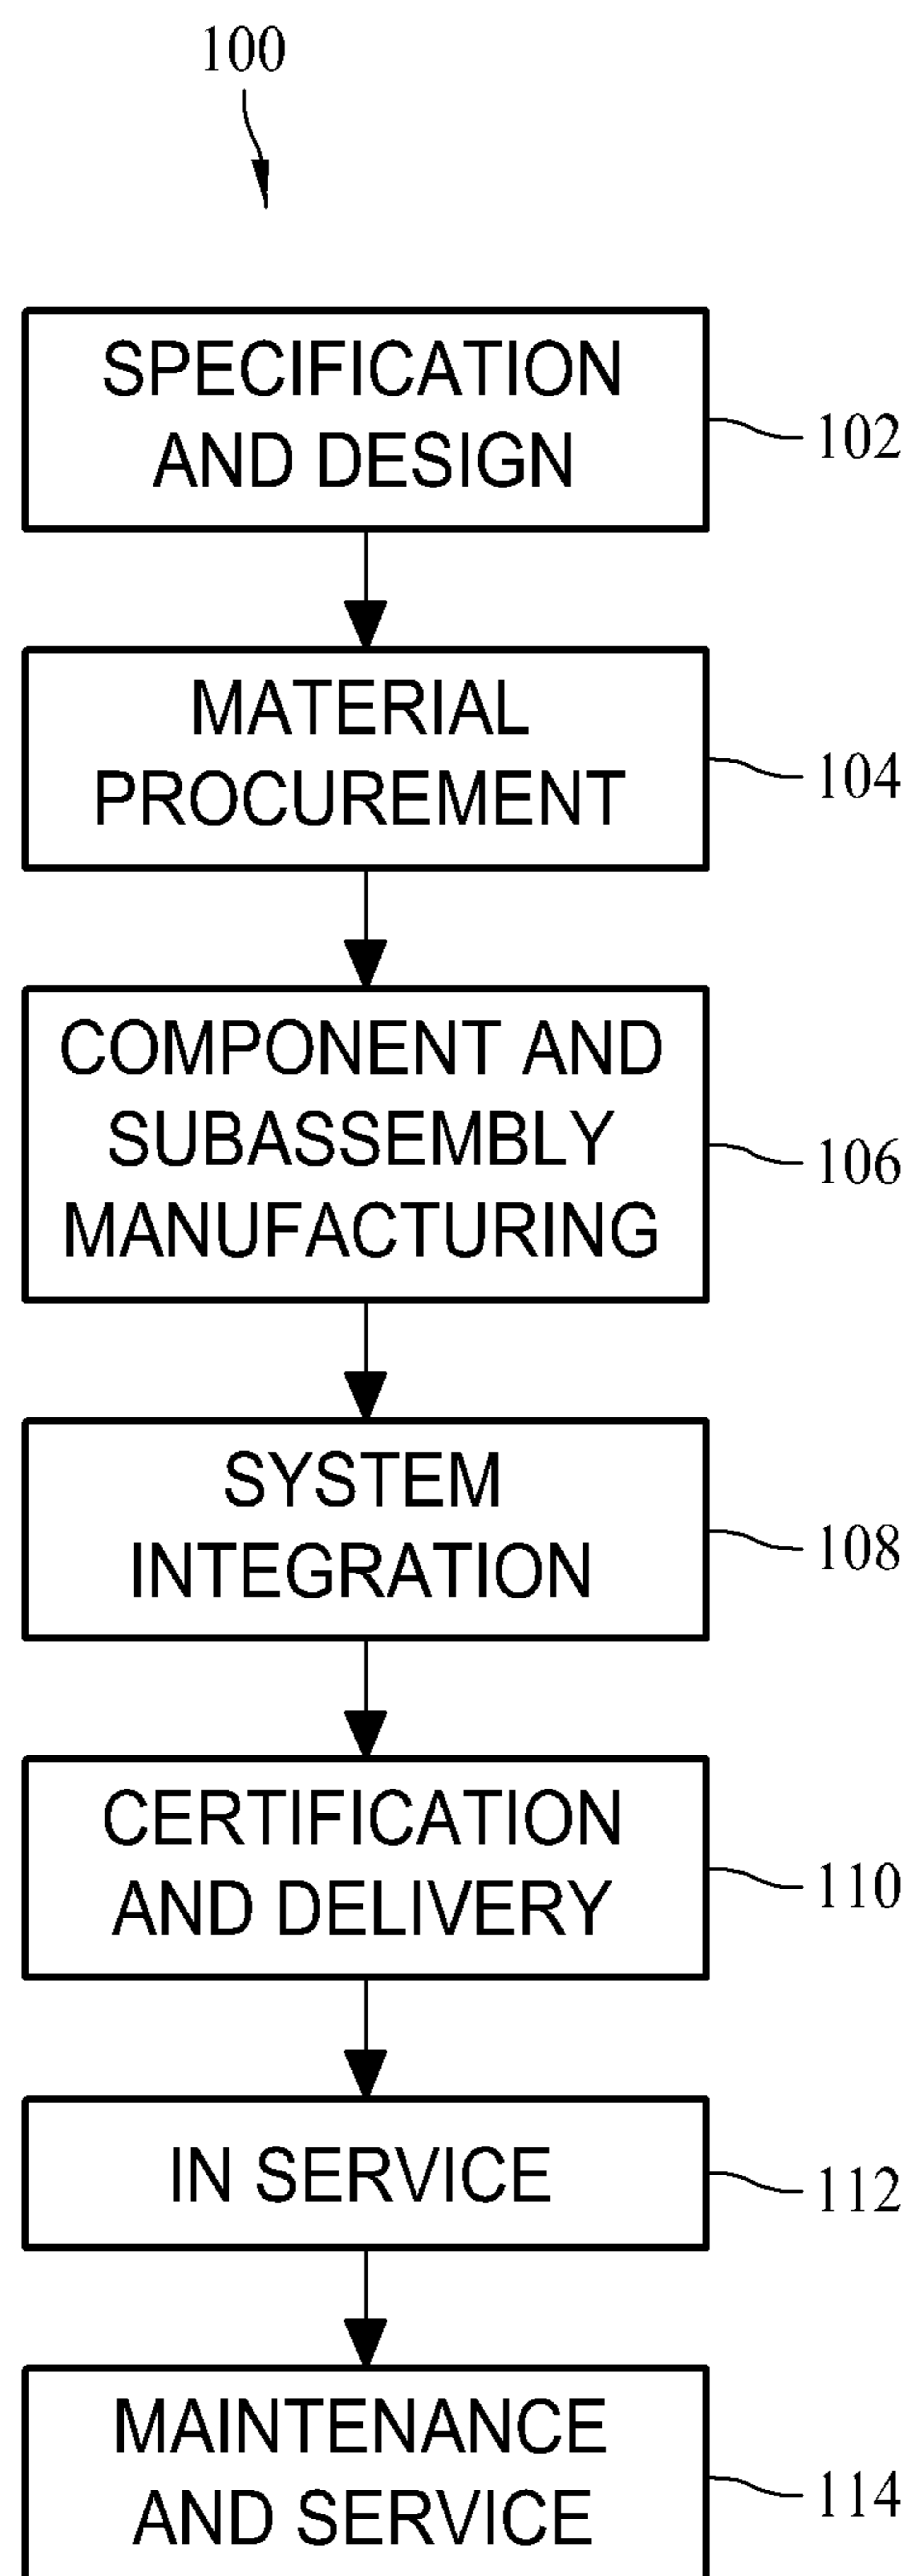 100
SPECIFICATION
AND DESIGN
102
MATERIAL
PROCUREMENT
104
COMPONENT AND
SUBASSEMBLY
MANUFACTURING
106
SYSTEM
INTEGRATION
108
CERTIFICATION
AND DELIVERY
110
IN SERVICE
112
MAINTENANCE
AND SERVICE
114